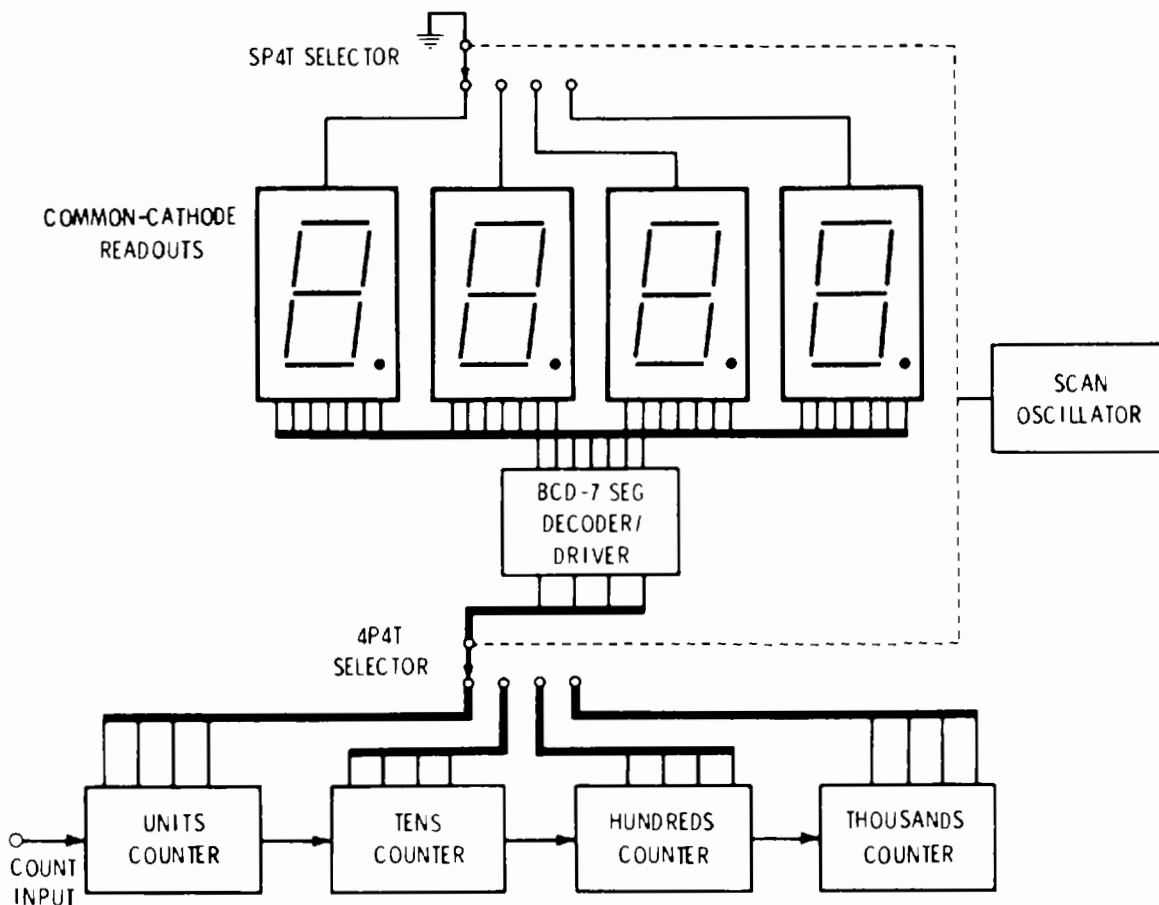 SP4T SELECTOR
COMMON-CATHODE
READOUTS
SCAN
OSCILLATOR
BCD-7 SEG
DECODER/
DRIVER
4P4T
SELECTOR
UNITS
COUNTER
TENS
COUNTER
HUNDREDS
COUNTER
THOUSANDS
COUNTER
COUNT
INPUT